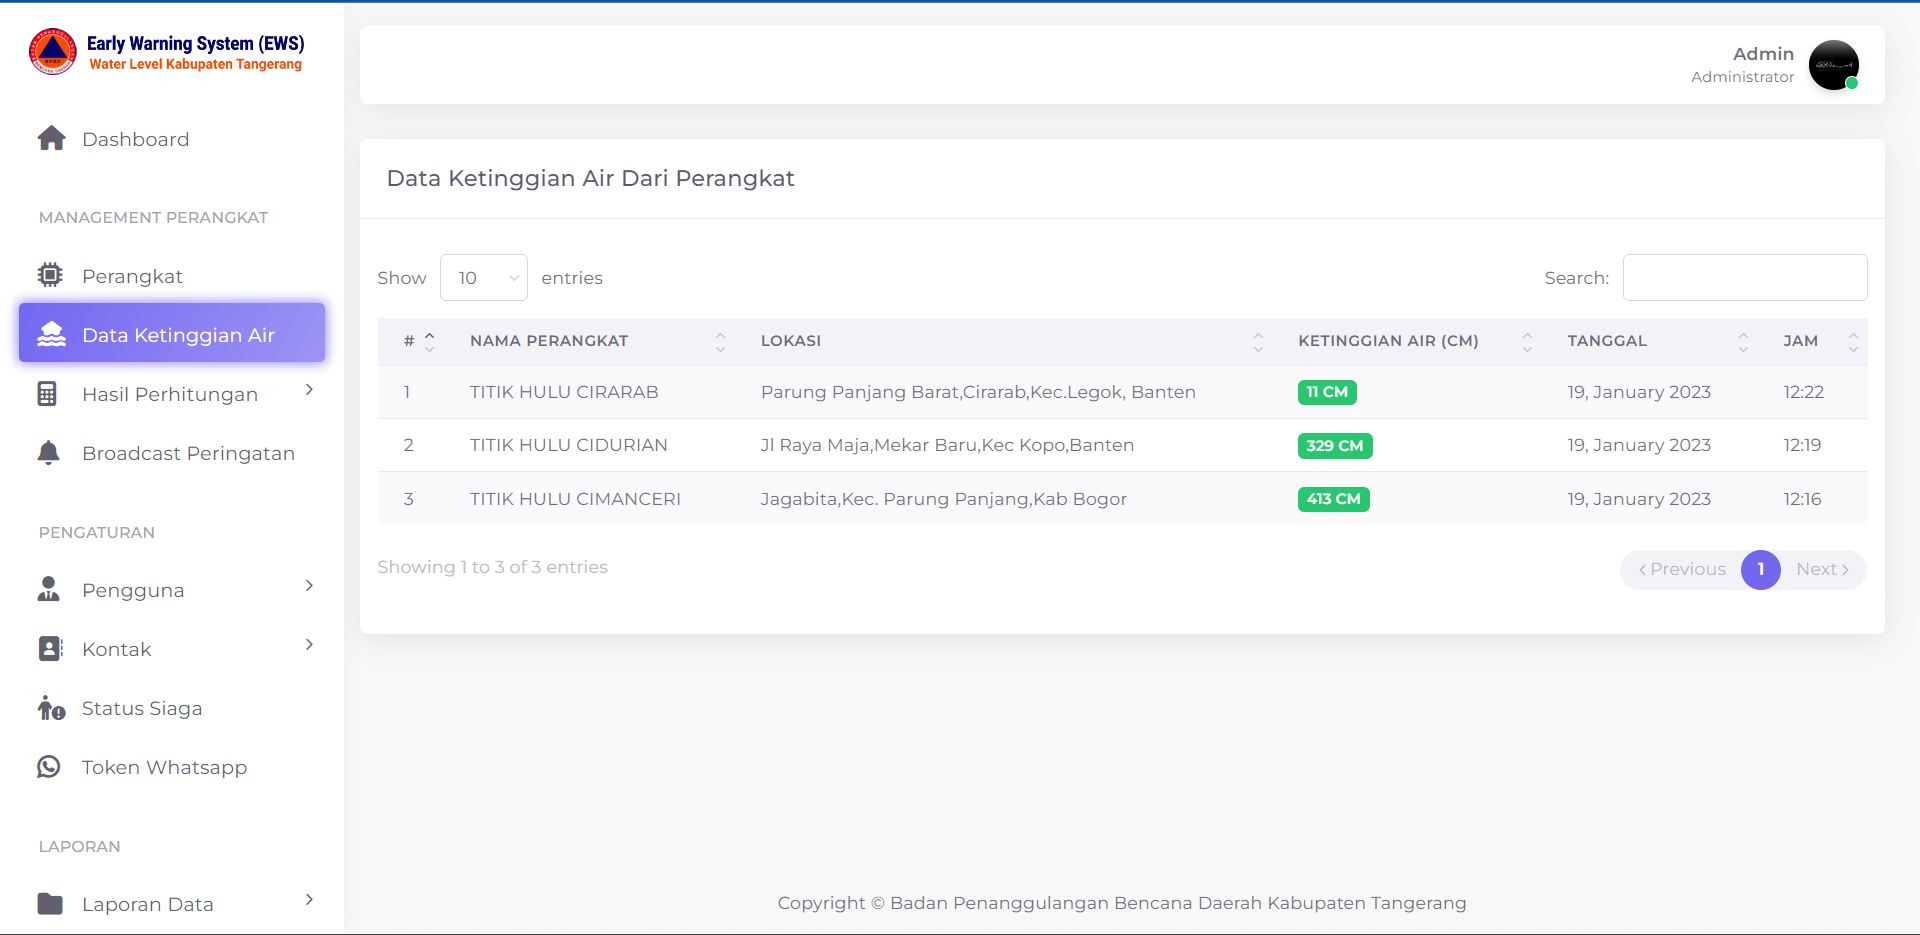 Early Warning System (EWS)
Water Level Kabupaten Tangerang
Dashboard
MANAGEMENT PERANGKAT
Perangkat
Data Ketinggian Air
Hasil Perhitungan
Broadcast Peringatan
PENGATURAN
Pengguna
Kontak
Status Siaga
Token Whatsapp
LAPORAN
Laporan Data
Admin
Administrator
Data Ketinggian Air Dari Perangkat
Show 10 entries Search:
# NAMA PERANGKAT LOKASI KETINGGIAN AIR (CM) TANGGAL JAM
1 TITIK HULU CIRARAB Parung Panjang Barat,Cirarab,Kec.Legok, Banten 11 CM 19, January 2023 12:22
2 TITIK HULU CIDURIAN Jl Raya Maja,Mekar Baru,Kec Kopo,Banten 329 CM 19, January 2023 12:19
3 TITIK HULU CIMANCERI Jagabita,Kec. Parung Panjang,Kab Bogor 413 CM 19, January 2023 12:16
Showing 1 to 3 of 3 entries
Previous 1 Next
Copyright © Badan Penanggulangan Bencana Daerah Kabupaten Tangerang